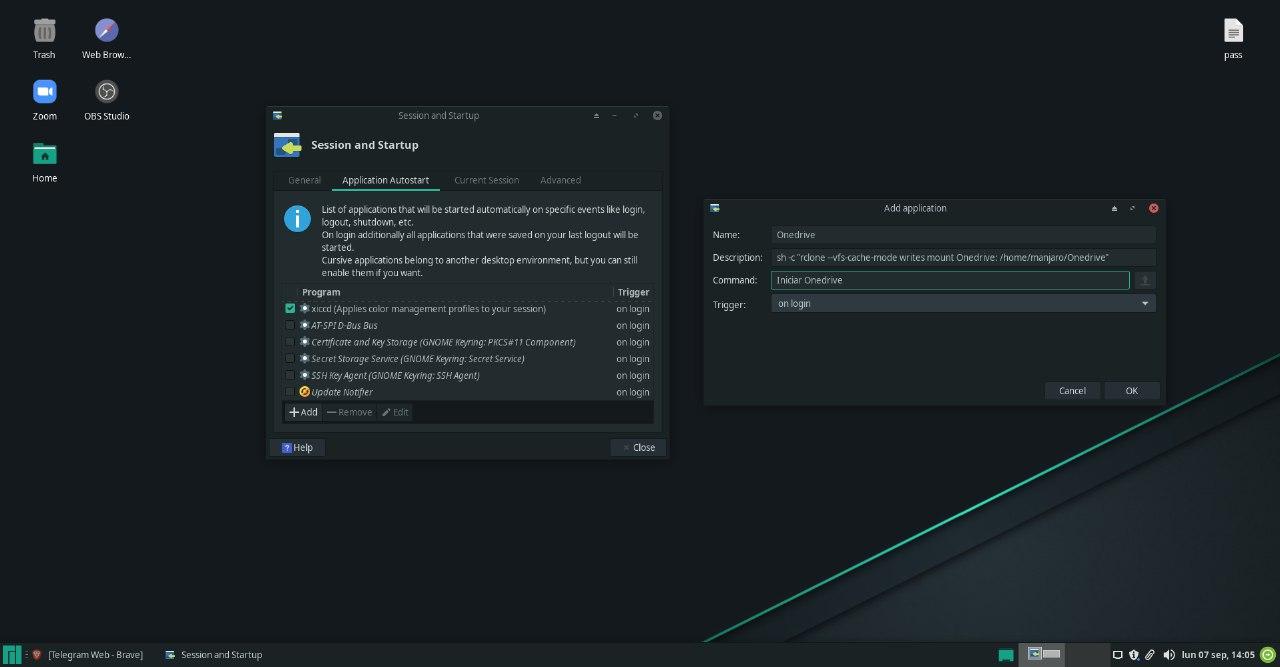 Trash
Web Brow...
pass
Zoom
OBS Studio
Home
Session and Startup
Session and Startup
General
Application Autostart
Current Session
Advanced
List of applications that will be started automatically on specific events like login,
logout, shutdown, etc.
On login additionally all applications that were saved on your last logout will be
started.
Cursive applications belong to another desktop environment, but you can still
enable them if you want.
Program
Trigger
xiccd (Applies color management profiles to your session)
on login
AT-SPI D-Bus Bus
on login
Certificate and Key Storage (GNOME Keyring: PKCS#11 Component)
on login
Secret Storage Service (GNOME Keyring: Secret Service)
on login
SSH Key Agent (GNOME Keyring: SSH Agent)
on login
Update Notifier
on login
Add
Remove
Edit
Help
Close
Add application
Name:
Onedrive
Description:
sh -c "rclone --vfs-cache-mode writes mount Onedrive: /home/manjaro/Onedrive"
Command:
Iniciar Onedrive
Trigger:
on login
Cancel
OK
[Telegram Web - Brave]
Session and Startup
lun 07 sep, 14:05